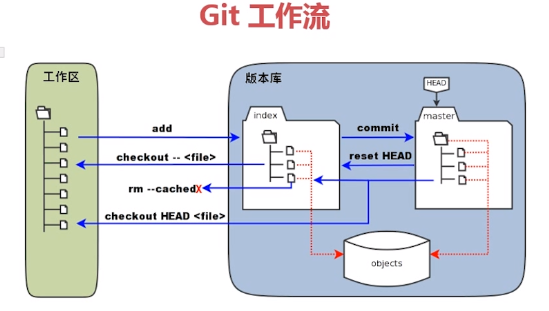 Git 工作流
工作区
版本库
HEAD
index
master
add
commit
checkout -- <file>
reset HEAD
rm --cachedX
checkout HEAD <file>
objects